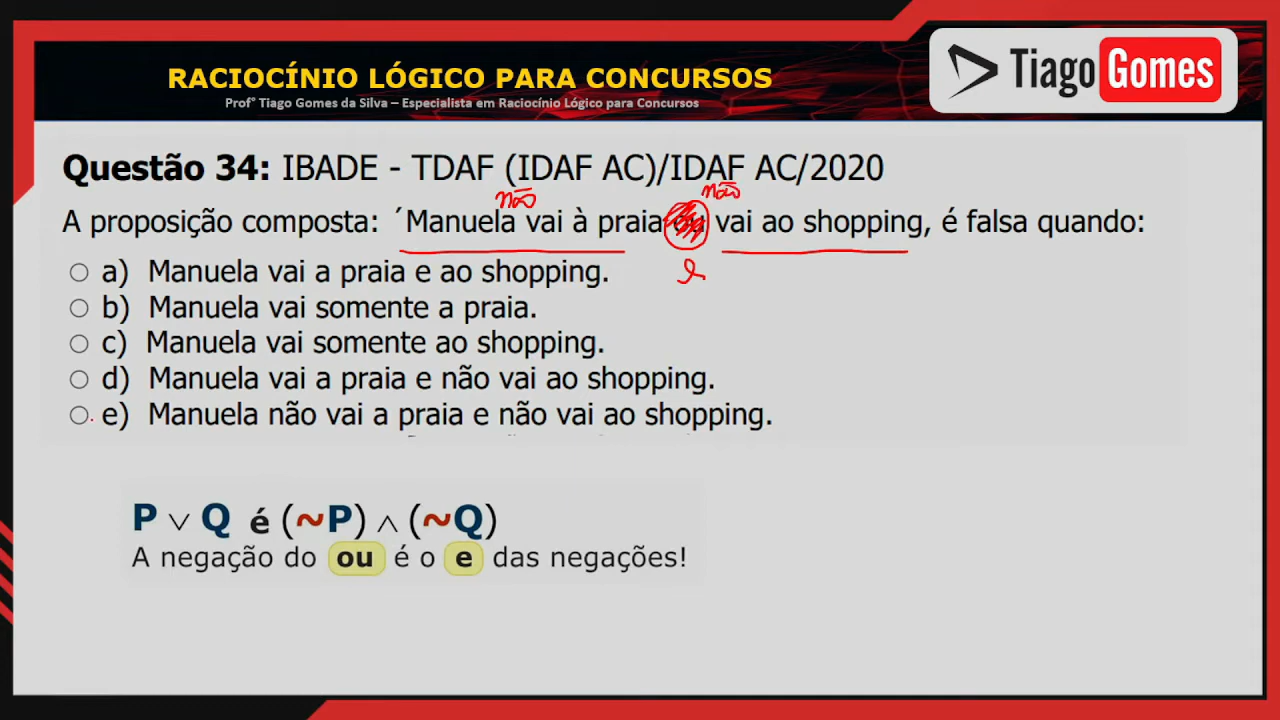 RACIOCÍNIO LÓGICO PARA CONCURSOS
Profº Tiago Gomes da Silva – Especialista em Raciocínio Lógico para Concursos
Tiago Gomes
Questão 34: IBADE - TDAF (IDAF AC)/IDAF AC/2020
não não
A proposição composta: ´Manuela vai à praia ou vai ao shopping, é falsa quando:
e
a) Manuela vai a praia e ao shopping.
b) Manuela vai somente a praia.
c) Manuela vai somente ao shopping.
d) Manuela vai a praia e não vai ao shopping.
e) Manuela não vai a praia e não vai ao shopping.
P ∨ Q é (~P) ∧ (~Q)
A negação do ou é o e das negações!